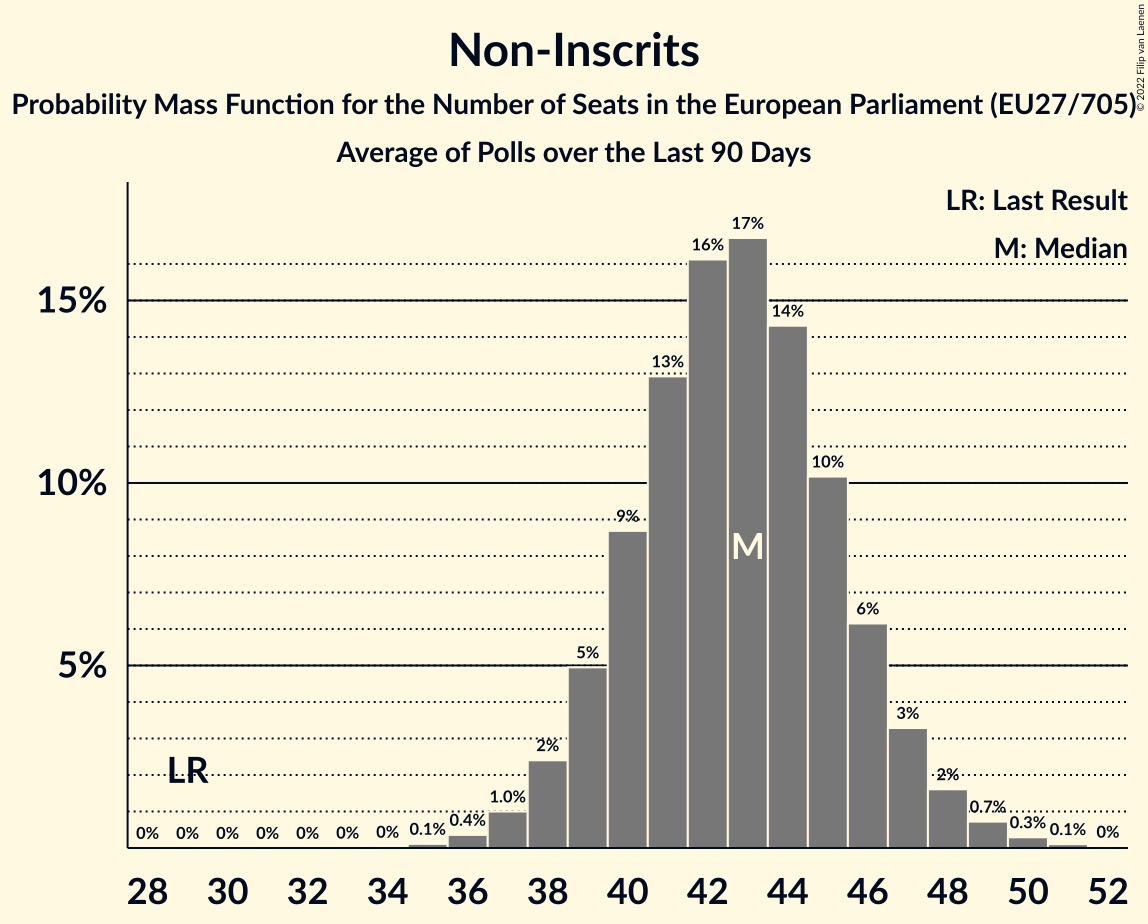 Non-Inscrits
Probability Mass Function for the Number of Seats in the European Parliament (EU27/705)
Average of Polls over the Last 90 Days
© 2022 Filip van Laenen
LR: Last Result
M: Median
17%
16%
15%
14%
13%
10%
10%
9%
M
6%
5%
5%
3%
2%
LR
2%
1.0%
0.7%
0% 0% 0% 0% 0% 0% 0% 0.1% 0.4% 0.3% 0.1% 0%
28 30 32 34 36 38 40 42 44 46 48 50 52